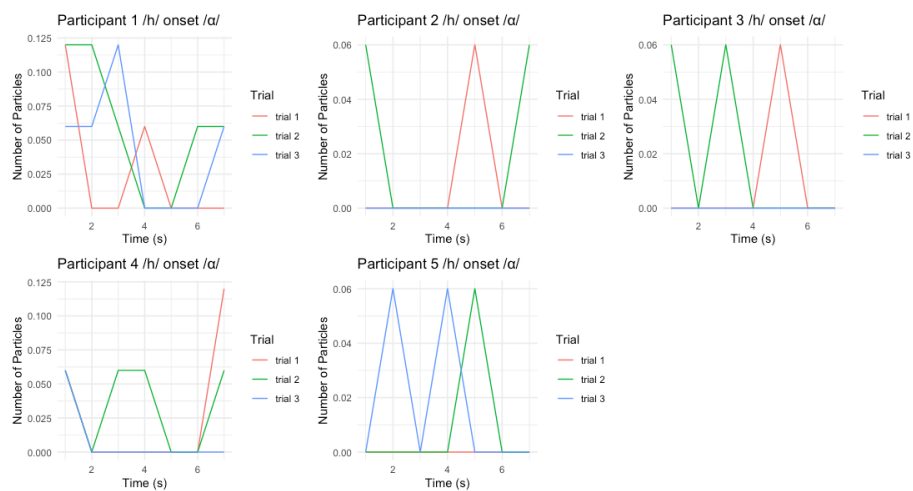 Participant 1 /h/ onset /ɑ/
Number of Particles
0.125
0.100
0.075
0.050
0.025
0.000
2 4 6
Time (s)
Trial
trial 1
trial 2
trial 3
Participant 2 /h/ onset /ɑ/
Number of Particles
0.06
0.04
0.02
0.00
2 4 6
Time (s)
Trial
trial 1
trial 2
trial 3
Participant 3 /h/ onset /ɑ/
Number of Particles
0.06
0.04
0.02
0.00
2 4 6
Time (s)
Trial
trial 1
trial 2
trial 3
Participant 4 /h/ onset /ɑ/
Number of Particles
0.125
0.100
0.075
0.050
0.025
0.000
2 4 6
Time (s)
Trial
trial 1
trial 2
trial 3
Participant 5 /h/ onset /ɑ/
Number of Particles
0.06
0.04
0.02
0.00
2 4 6
Time (s)
Trial
trial 1
trial 2
trial 3